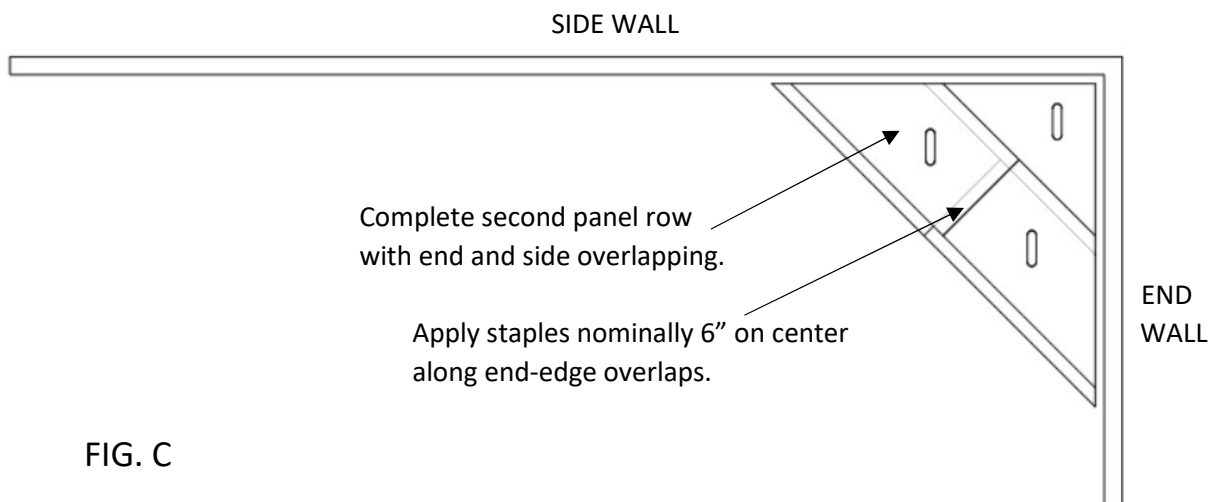 SIDE WALL
Complete second panel row
with end and side overlapping.
END
WALL
Apply staples nominally 6” on center
along end-edge overlaps.
FIG. C